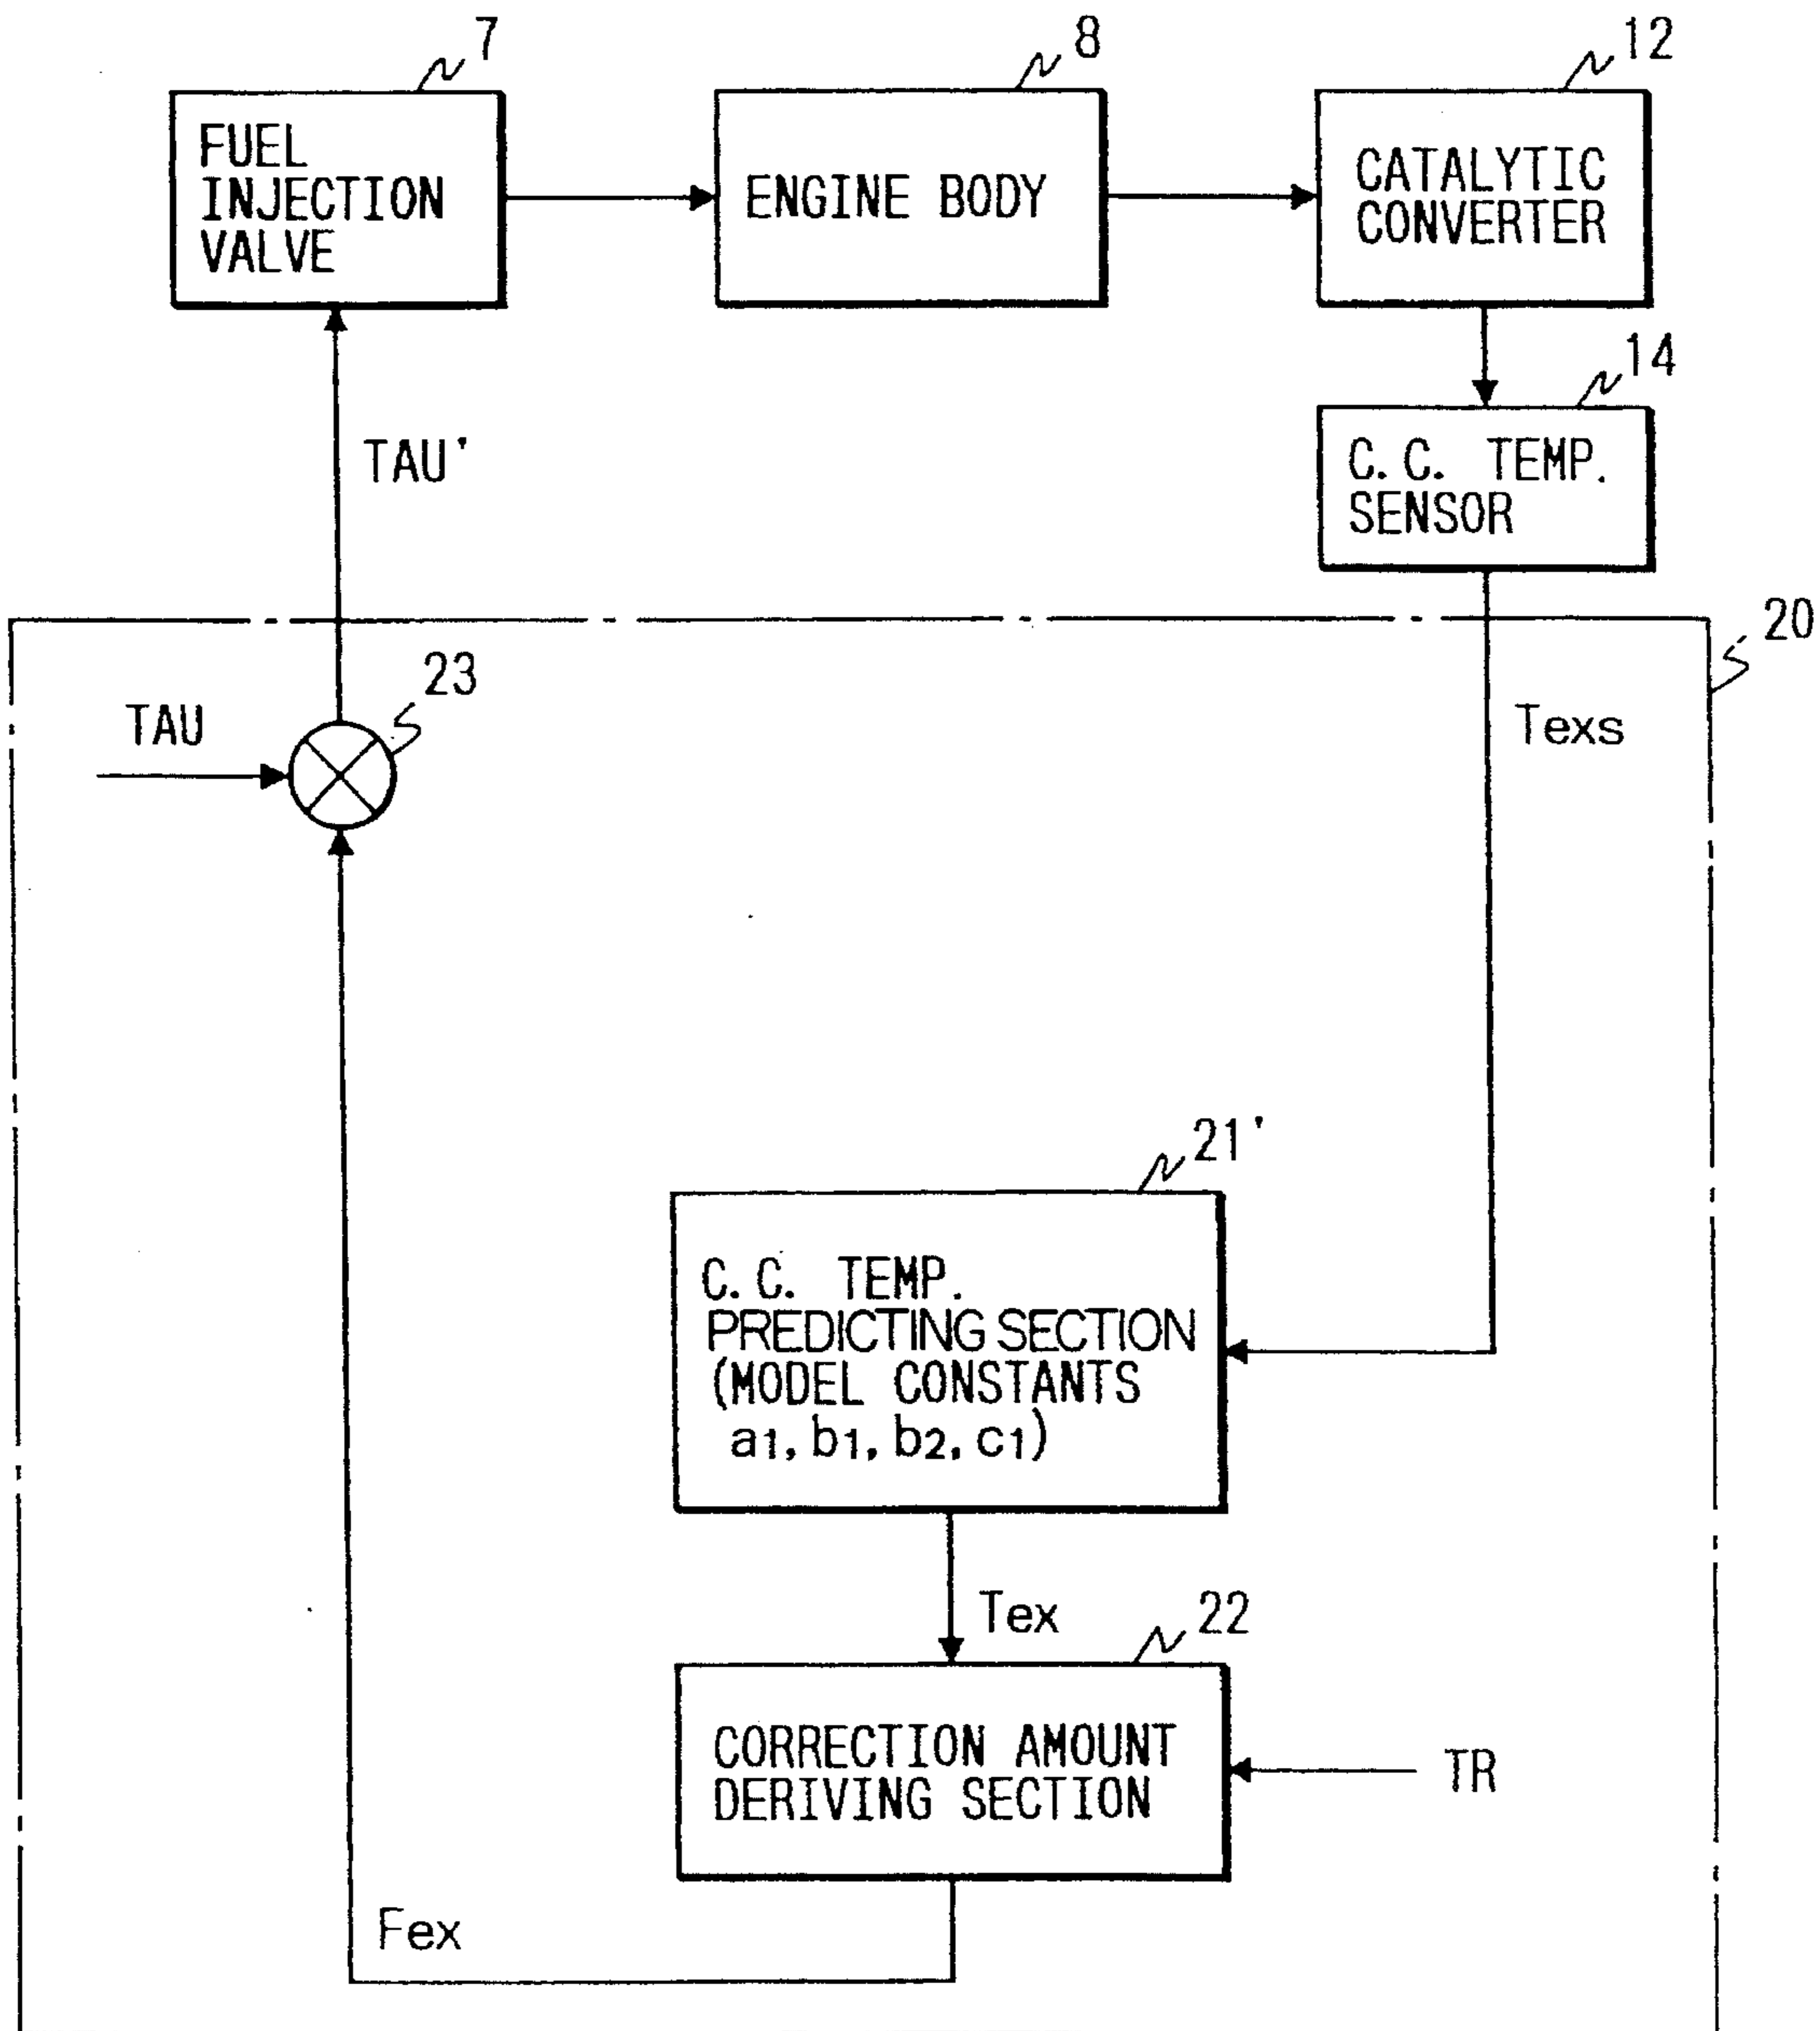 7
8
12
FUEL
INJECTION
VALVE
ENGINE BODY
CATALYTIC
CONVERTER
14
TAU'
C.C. TEMP.
SENSOR
20
23
TAU
Texs
21'
C.C. TEMP.
PREDICTING SECTION
(MODEL CONSTANTS
a1, b1, b2, c1)
Tex
22
CORRECTION AMOUNT
DERIVING SECTION
TR
Fex